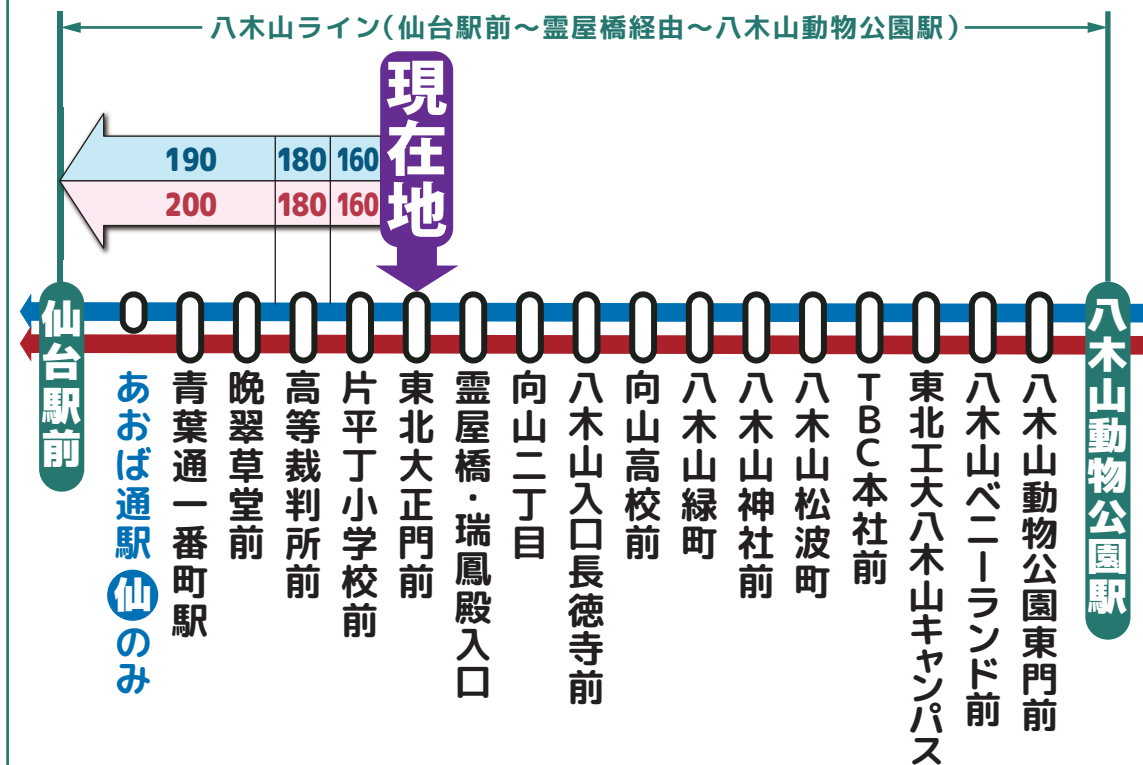 八木山ライン(仙台駅前～霊屋橋経由～八木山動物公園駅)
現在地
190 180 160
200 180 160
仙台駅前
あおば通駅 仙のみ
青葉通一番町駅
晩翠草堂前
高等裁判所前
片平丁小学校前
東北大正門前
霊屋橋・瑞鳳殿入口
向山二丁目
八木山入口長徳寺前
向山高校前
八木山緑町
八木山神社前
八木山松波町
TBC本社前
東北工大八木山キャンパス
八木山ベニーランド前
八木山動物公園東門前
八木山動物公園駅